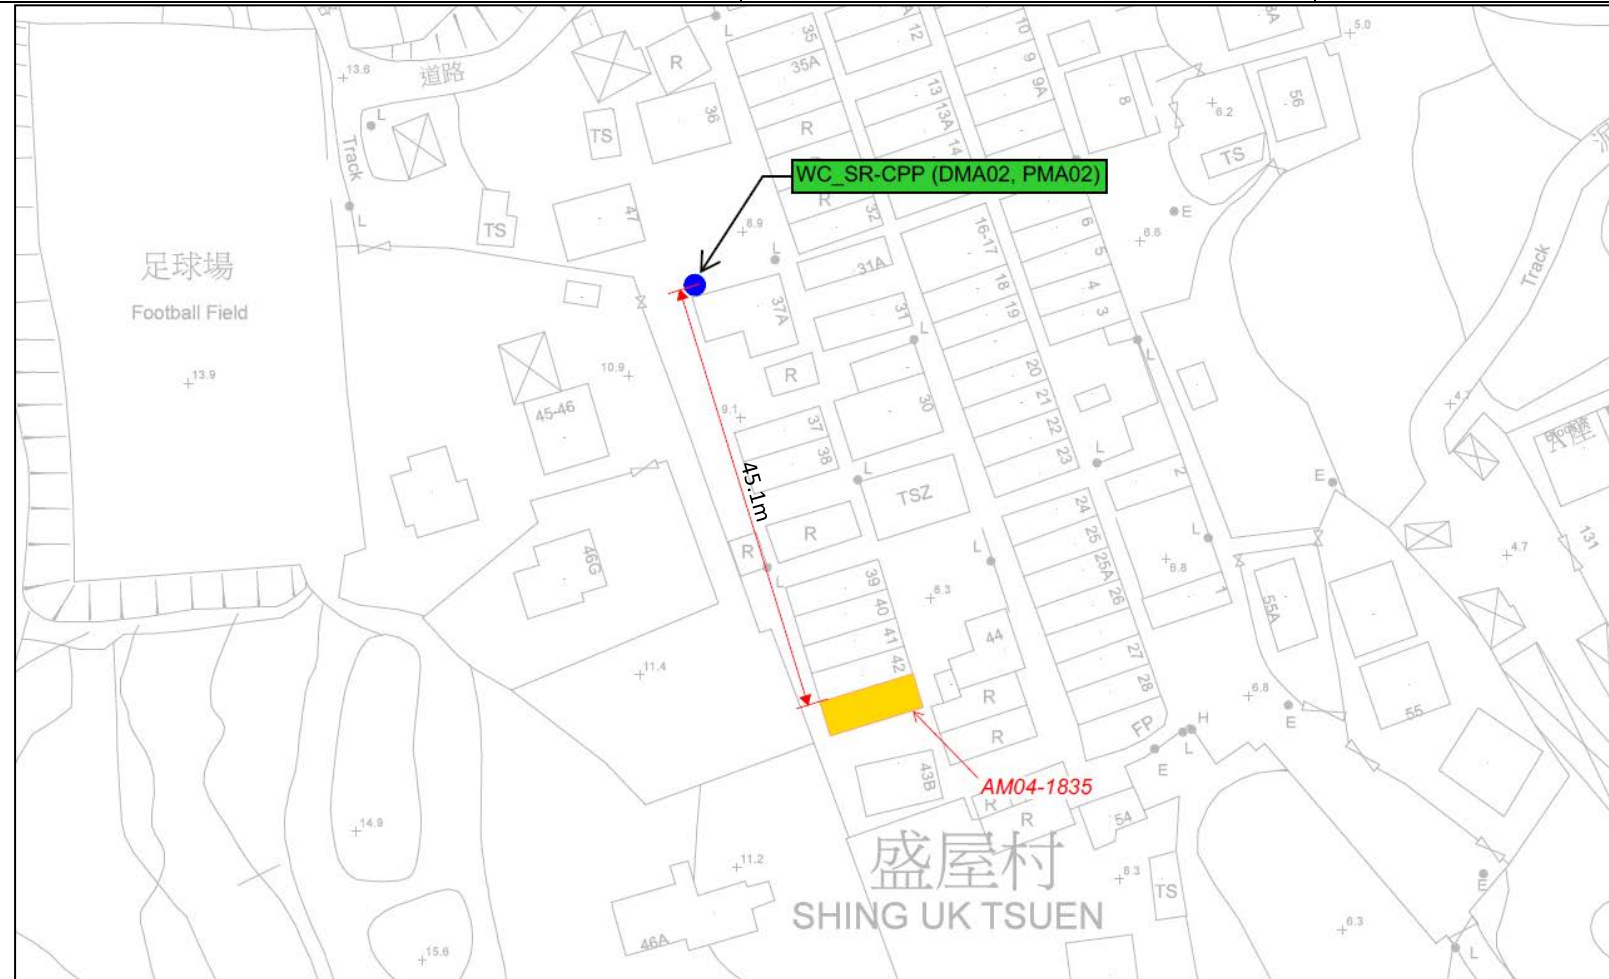 35
12
10
R
35A
9
13.6
道路
36
13
13A
9A
8
6.2
56
5.0
L
Track
TS
R
14
TS
WC_SR-CPP (DMA02, PMA02)
47
R
32
6
E
TS
L
8.9
L
16-17
5
6.6
足球場
31A
Football Field
18
4
Track
37A
31
19
3
13.9
10.9
L
R
20
L
45-46
9.1
37
30
21
22
38
23
L
2
L
45.1m
TSZ
24
E
R
25
L
R
46G
L
25A
6.8
4.7
131
39
26
1
L
40
8.3
55A
41
44
27
42
11.4
28
6.8
R
E
55
R
FP
H
L
43B
E
AM04-1835
R
R
54
14.9
盛屋村
11.2
8.3
TS
E
SHING UK TSUEN
46A
6.3
15.6
L